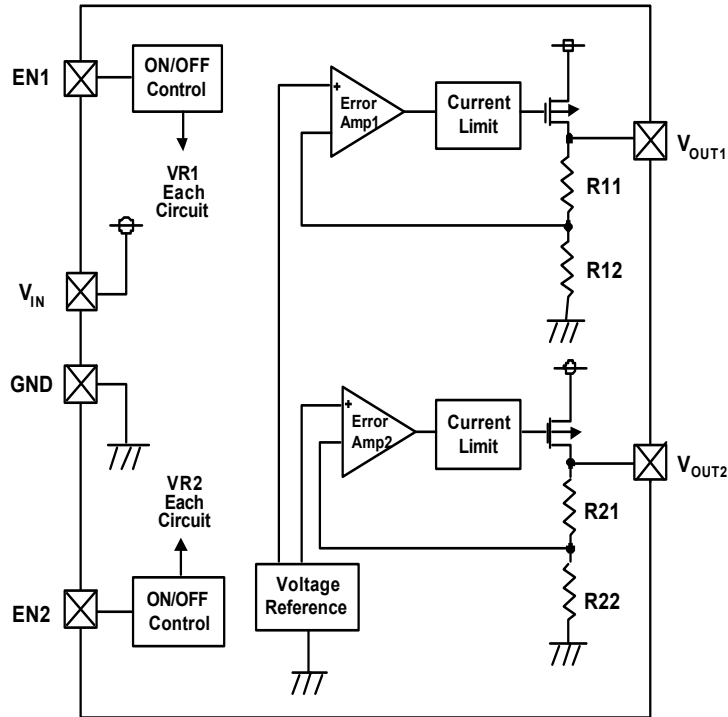 EN1
ON/OFF
Control
VR1
Each
Circuit
VIN
GND
VR2
Each
Circuit
EN2
ON/OFF
Control
+
Error
Amp1
Current
Limit
VOUT1
R11
R12
+
Error
Amp2
Current
Limit
VOUT2
R21
R22
Voltage
Reference